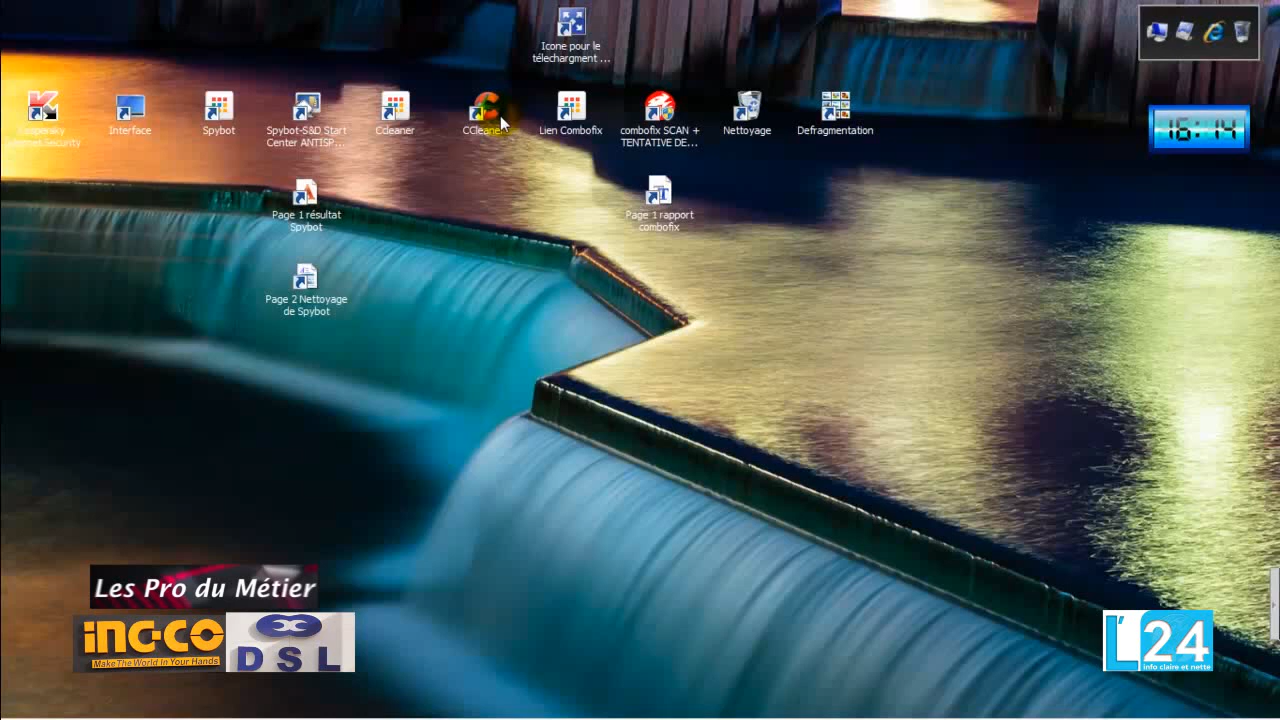 Icone pour le
télechargment ...
Kaspersky
Internet Security
Interface
Spybot
Spybot-S&D Start
Center ANTISP...
Ccleaner
CCleaner
Lien Combofix
combofix SCAN +
TENTATIVE DE...
Nettoyage
Defragmentation
16:14
Page 1 résultat
Spybot
Page 1 rapport
combofix
Page 2 Nettoyage
de Spybot
Les Pro du Métier
INGCO
Make The World In Your Hands
DSL
L'24
Info claire et nette